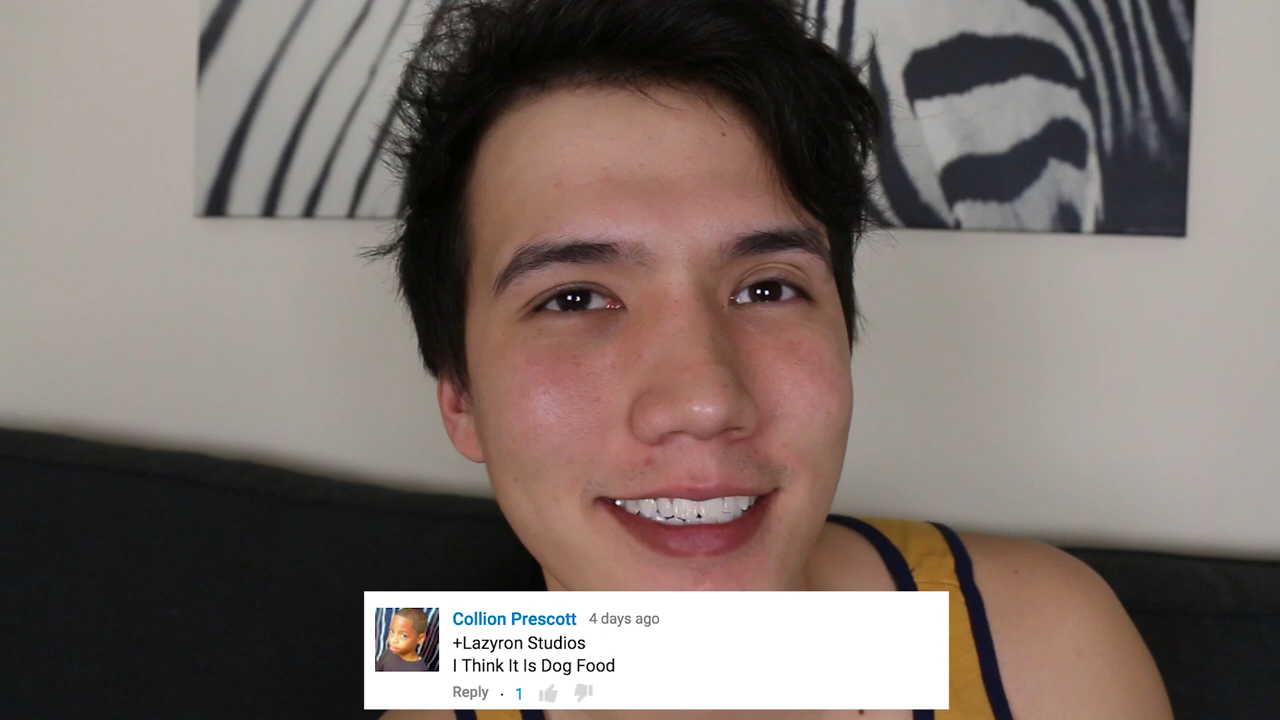 Collion Prescott 4 days ago
+Lazyron Studios
I Think It Is Dog Food
Reply · 1